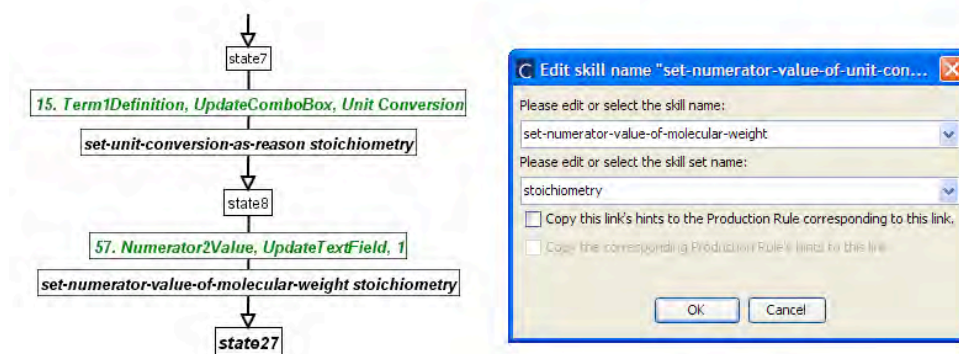 state7
15. Term1Definition, UpdateComboBox, Unit Conversion
set-unit-conversion-as-reason stoichiometry
state8
57. Numerator2Value, UpdateTextField, 1
set-numerator-value-of-molecular-weight stoichiometry
state27
Edit skill name "set-numerator-value-of-unit-con...
Please edit or select the skill name:
set-numerator-value-of-molecular-weight
Please edit or select the skill set name:
stoichiometry
Copy this link's hints to the Production Rule corresponding to this link.
Copy the corresponding Production Rule's hints to this link
OK
Cancel